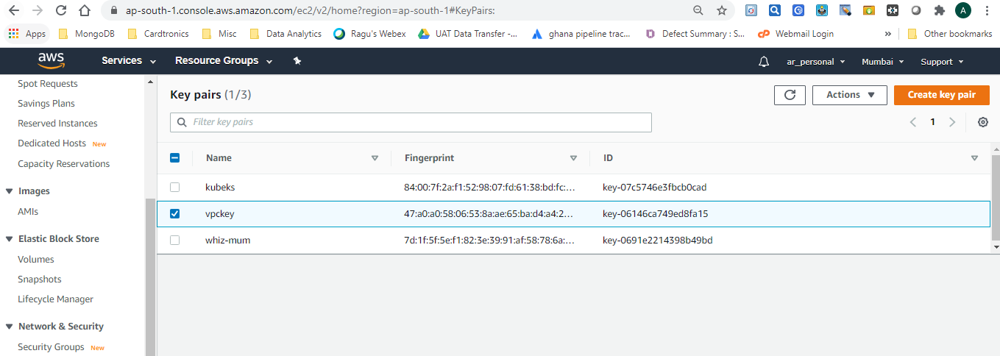 ap-south-1.console.aws.amazon.com/ec2/v2/home?region=ap-south-1#KeyPairs:
A
Apps MongoDB Cardtronics Misc Data Analytics Ragu's Webex UAT Data Transfer -... ghana pipeline trac... Defect Summary : S... Webmail Login » Other bookmarks
aws Services Resource Groups ar_personal Mumbai Support
Spot Requests
Savings Plans
Reserved Instances
Dedicated Hosts New
Capacity Reservations
Images
AMIs
Elastic Block Store
Volumes
Snapshots
Lifecycle Manager
Network & Security
Security Groups New
Key pairs (1/3)
Actions Create key pair
Filter key pairs
1
Name Fingerprint ID
kubeks 84:00:7f:2a:f1:52:98:07:fd:61:38:bd:fc:... key-07c5746e3fbcb0cad
vpckey 47:a0:a0:58:06:53:8a:ae:65:ba:d4:a4:2... key-06146ca749ed8fa15
whiz-mum 7d:1f:5f:5e:f1:82:3e:39:91:af:58:78:6a:... key-0691e2214398b49bd